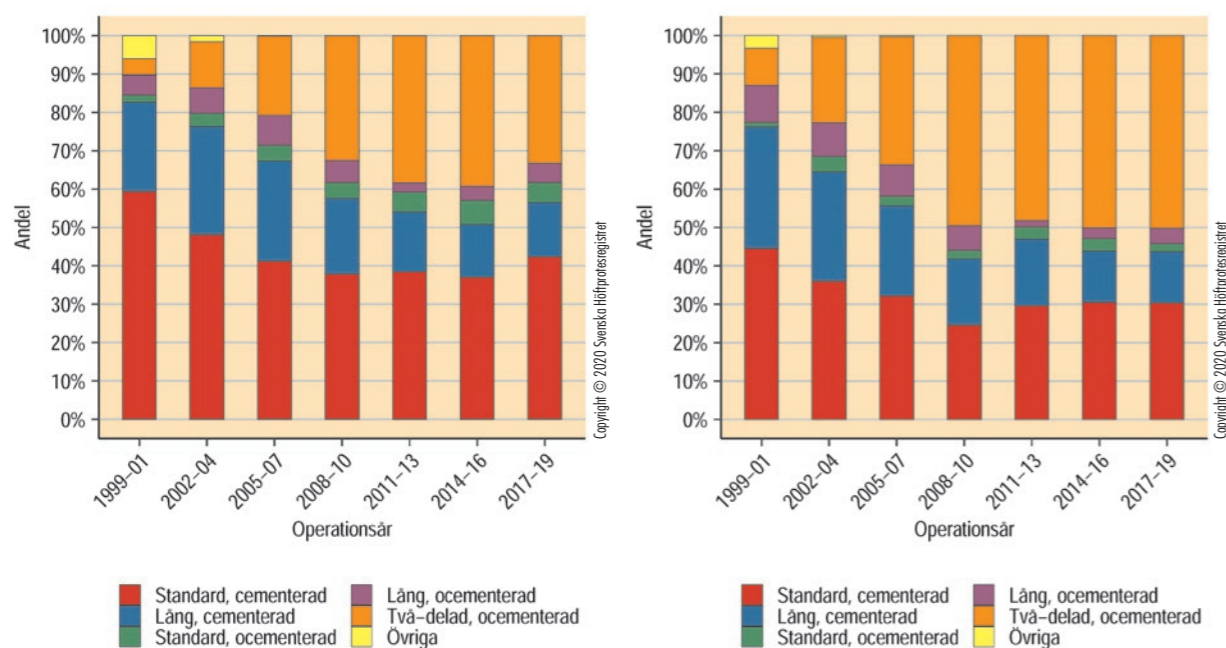 100%
90%
80%
70%
60%
50%
40%
30%
20%
10%
0%
Andel
1999–01
2002–04
2005–07
2008–10
2011–13
2014–16
2017–19
Operationsår
Copyright © 2020 Svenska Höftprotesregistret
Standard, cementerad
Lång, cementerad
Standard, ocementerad
Lång, ocementerad
Två–delad, ocementerad
Övriga
100%
90%
80%
70%
60%
50%
40%
30%
20%
10%
0%
Andel
1999–01
2002–04
2005–07
2008–10
2011–13
2014–16
2017–19
Operationsår
Copyright © 2020 Svenska Höftprotesregistret
Standard, cementerad
Lång, cementerad
Standard, ocementerad
Lång, ocementerad
Två–delad, ocementerad
Övriga